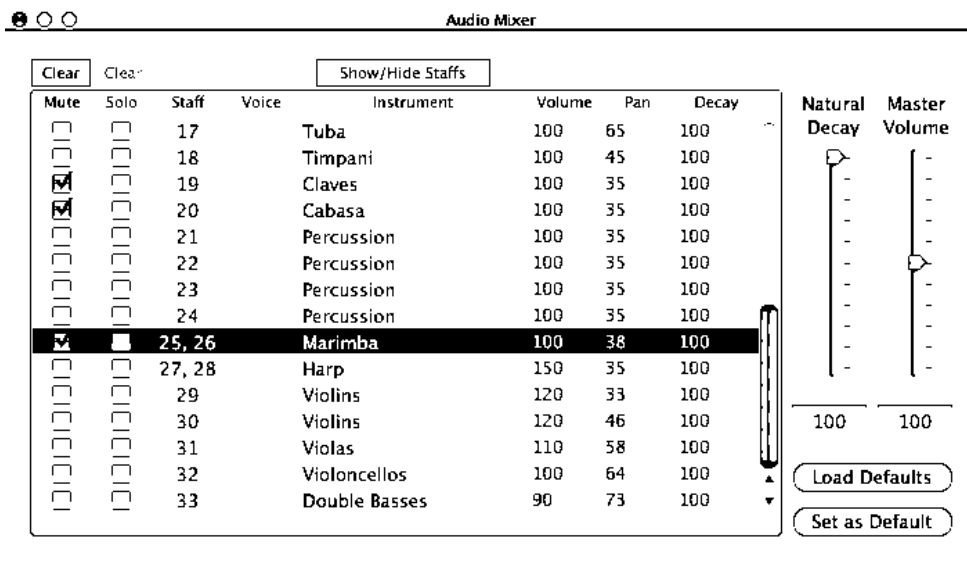 Audio Mixer
Clear Clear Show/Hide Staffs
Mute Solo Staff Voice Instrument Volume Pan Decay Natural Decay Master Volume
17 Tuba 100 65 100
18 Timpani 100 45 100
19 Claves 100 35 100
20 Cabasa 100 35 100
21 Percussion 100 35 100
22 Percussion 100 35 100
23 Percussion 100 35 100
24 Percussion 100 35 100
25, 26 Marimba 100 38 100
27, 28 Harp 150 35 100
29 Violins 120 33 100
30 Violins 120 46 100
31 Violas 110 58 100
32 Violoncellos 100 64 100
33 Double Basses 90 73 100
100 100
Load Defaults
Set as Default